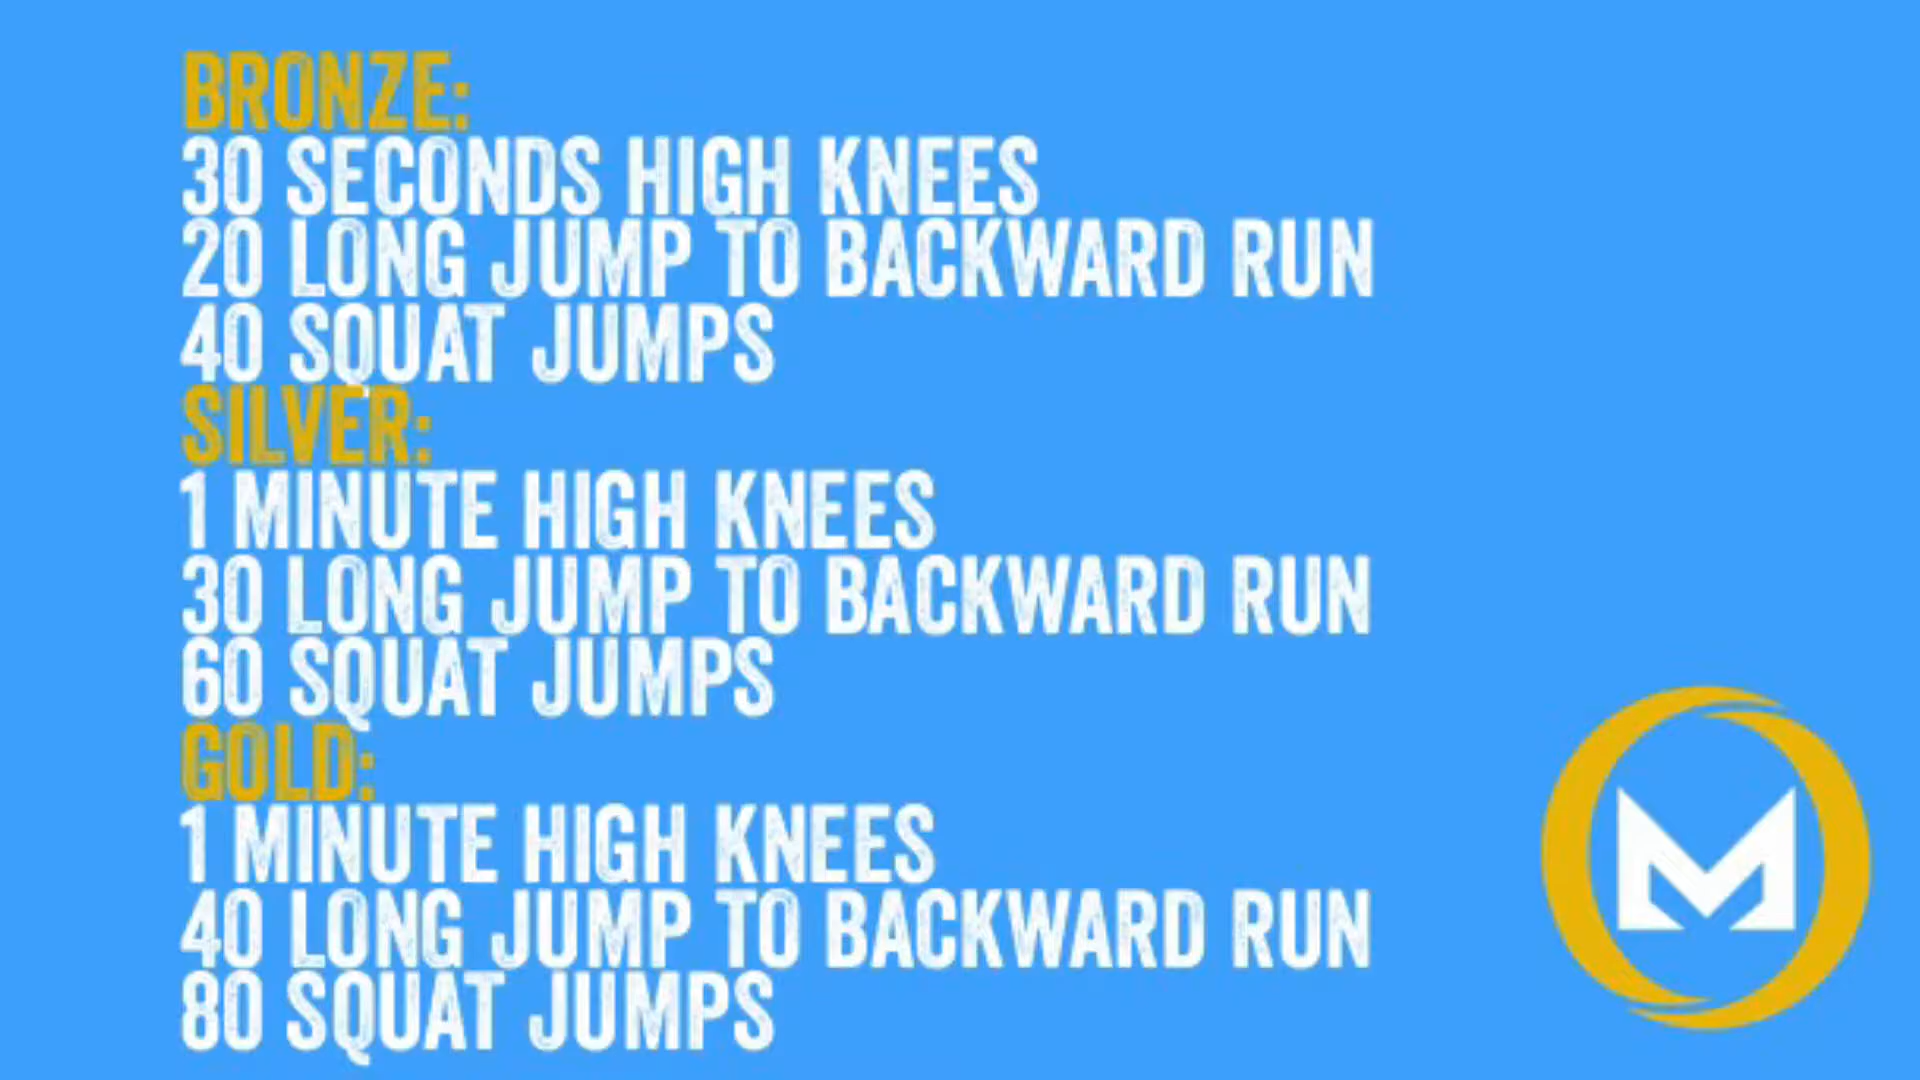 BRONZE:
30 SECONDS HIGH KNEES
20 LONG JUMP TO BACKWARD RUN
40 SQUAT JUMPS
SILVER:
1 MINUTE HIGH KNEES
30 LONG JUMP TO BACKWARD RUN
60 SQUAT JUMPS
GOLD:
1 MINUTE HIGH KNEES
40 LONG JUMP TO BACKWARD RUN
80 SQUAT JUMPS
M